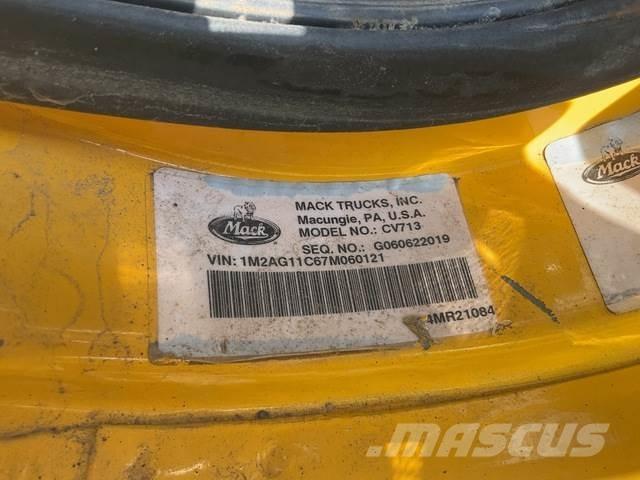 Mack
MACK TRUCKS, INC.
Macungie, PA, U.S.A.
MODEL NO.: CV713
SEQ. NO.: G060622019
VIN: 1M2AG11C67M060121
4MR21084
Mack
MASCUS